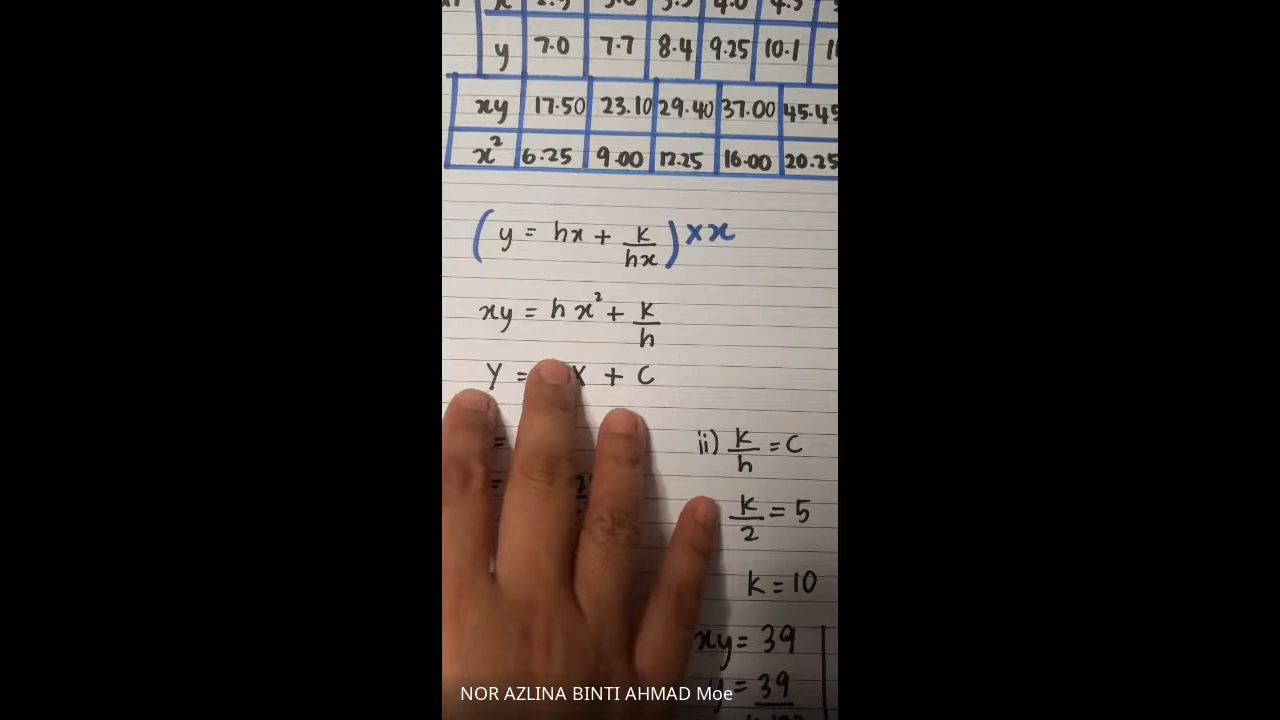 y 7.0 7.7 8.4 9.25 10.1
xy 17.50 23.10 29.40 37.00 45.45
x² 6.25 9.00 12.25 16.00 20.25
(y = hx + k/hx) × x
xy = hx² + k/h
Y = X + C
=
=
ii) k/h = C
k/2 = 5
k = 10
xy = 39
y = 39
NOR AZLINA BINTI AHMAD Moe